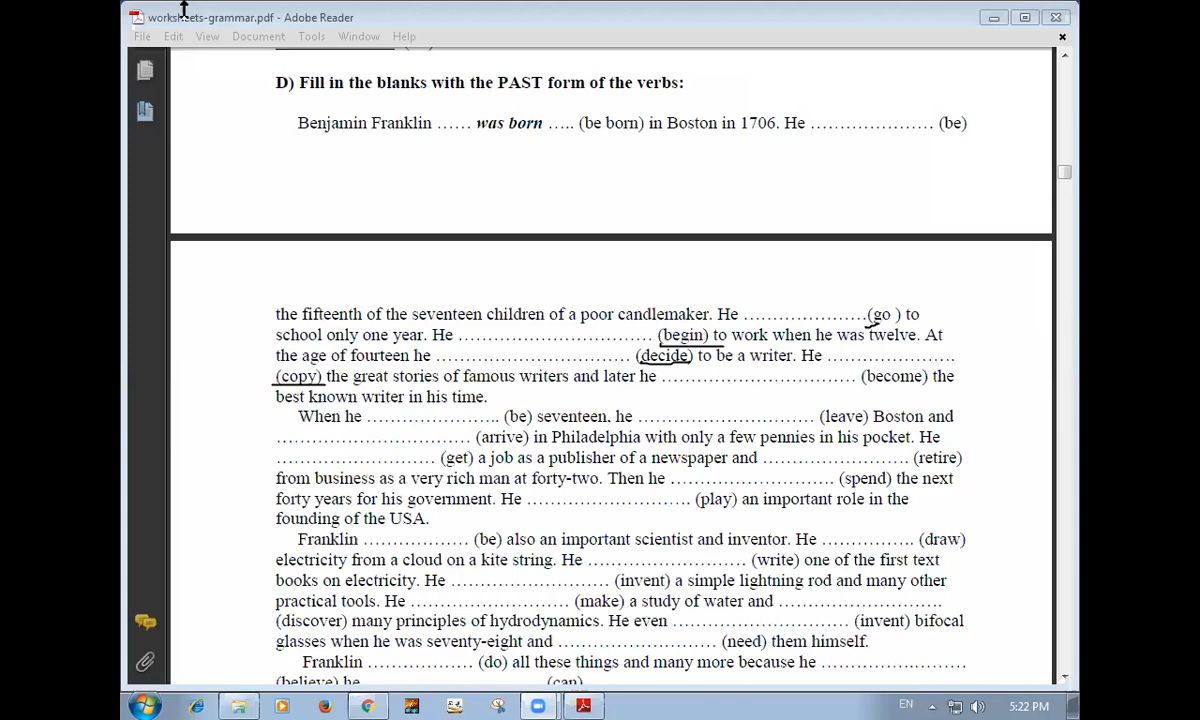 worksheets-grammar.pdf - Adobe Reader
File Edit View Document Tools Window Help
D) Fill in the blanks with the PAST form of the verbs:
Benjamin Franklin ...... was born ..... (be born) in Boston in 1706. He ..................... (be)
the fifteenth of the seventeen children of a poor candlemaker. He .....................(go ) to
school only one year. He .................................. (begin) to work when he was twelve. At
the age of fourteen he .................................. (decide) to be a writer. He ......................
(copy) the great stories of famous writers and later he .................................. (become) the
best known writer in his time.
When he ....................... (be) seventeen, he ............................... (leave) Boston and
.................................. (arrive) in Philadelphia with only a few pennies in his pocket. He
............................ (get) a job as a publisher of a newspaper and ......................... (retire)
from business as a very rich man at forty-two. Then he ............................. (spend) the next
forty years for his government. He ............................. (play) an important role in the
founding of the USA.
Franklin .................. (be) also an important scientist and inventor. He ................ (draw)
electricity from a cloud on a kite string. He ............................ (write) one of the first text
books on electricity. He ............................ (invent) a simple lightning rod and many other
practical tools. He ............................ (make) a study of water and .............................
(discover) many principles of hydrodynamics. He even ............................... (invent) bifocal
glasses when he was seventy-eight and ............................ (need) them himself.
Franklin ................... (do) all these things and many more because he ..........................
(believe) he ................................. (can).
EN 5:22 PM